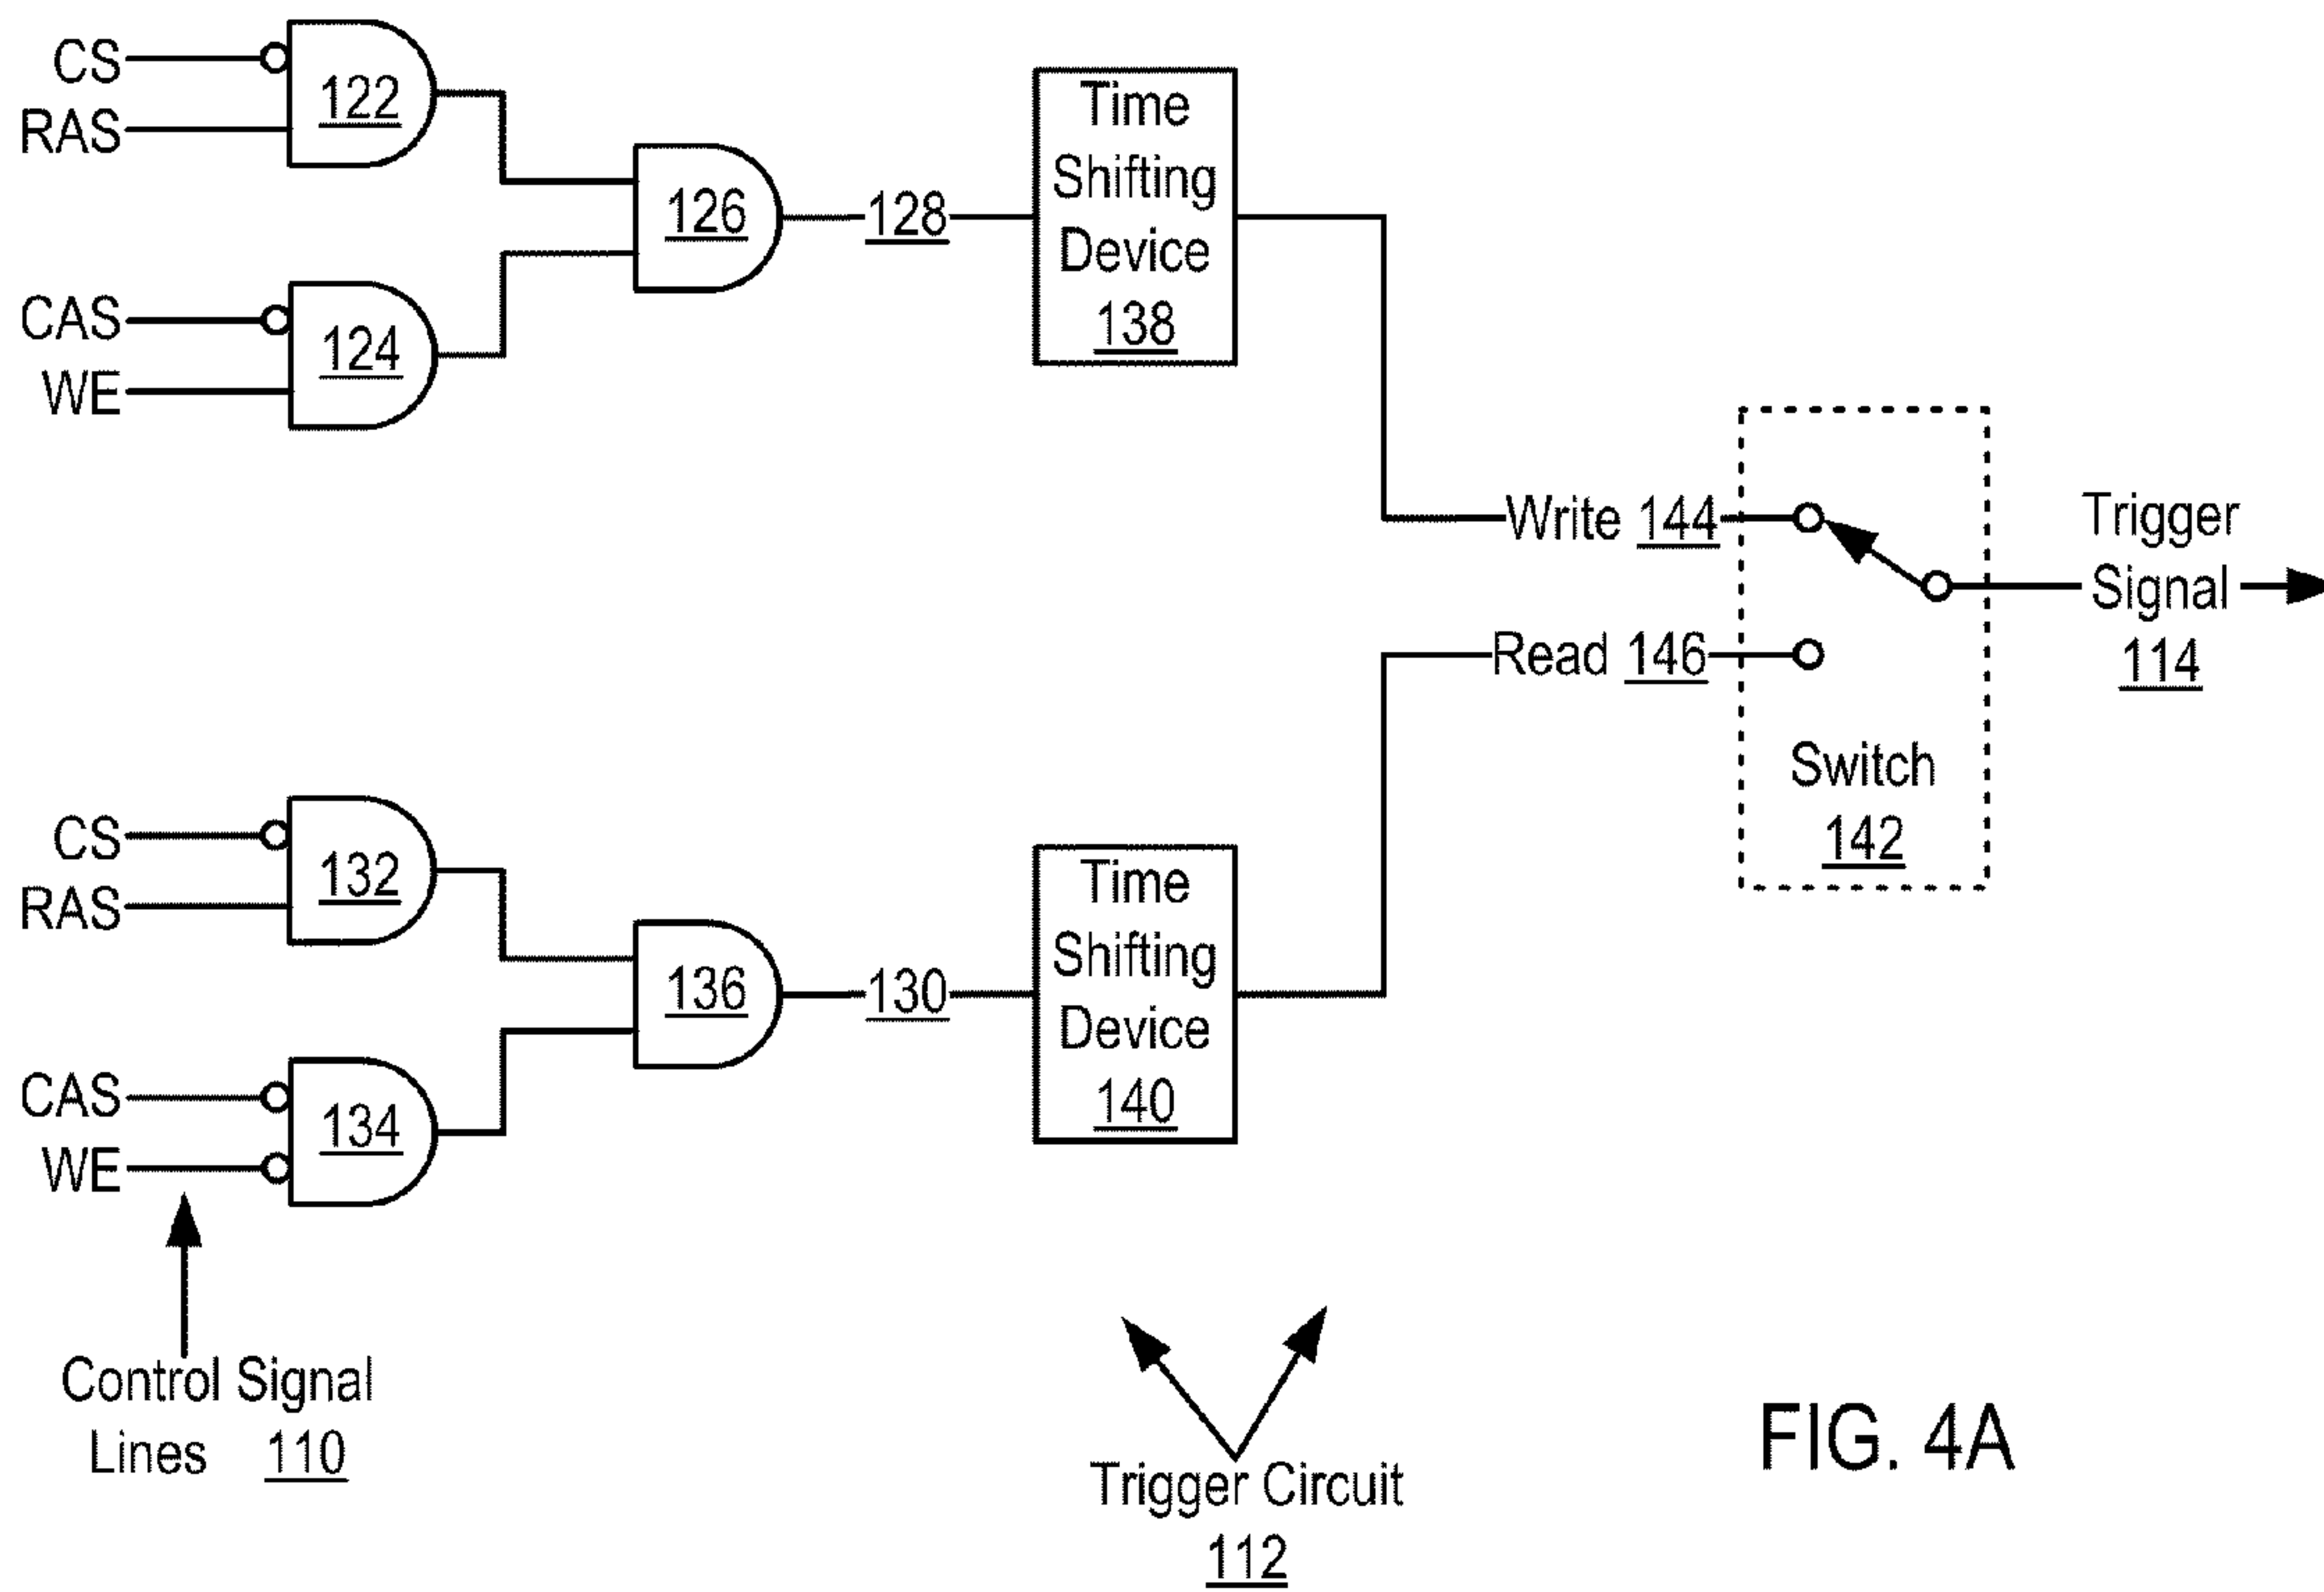 CS
RAS
122
CAS
WE
124
126
128
Time
Shifting
Device
138
Write 144
Read 146
Switch
142
Trigger
Signal
114
CS
RAS
132
CAS
WE
134
136
130
Time
Shifting
Device
140
Control Signal
Lines 110
Trigger Circuit
112
FIG. 4A